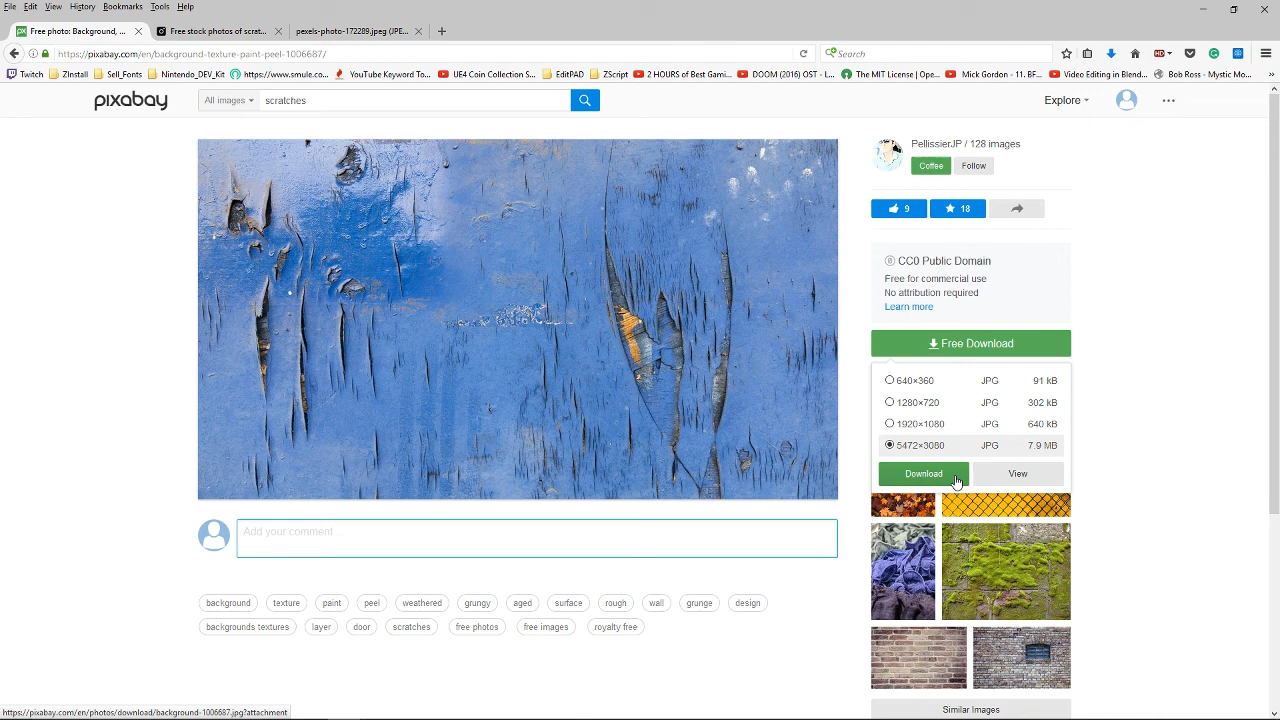 File Edit View History Bookmarks Tools Help
Free photo: Background, ... Free stock photos of scrat... pexels-photo-172289.jpeg (JPE...
https://pixabay.com/en/background-texture-paint-peel-1006687/ Search
Twitch ZInstall Sell_Fonts Nintendo_DEV_Kit https://www.smule.co... YouTube Keyword To... UE4 Coin Collection S... EditPAD ZScript 2 HOURS of Best Gami... DOOM (2016) OST - L... The MIT License | Ope... Mick Gordon - 11. BF... Video Editing in Blend... Bob Ross - Mystic Mo...
pixabay All images scratches Explore
PellissierJP / 128 images
Coffee Follow
9 18
CC0 Public Domain
Free for commercial use
No attribution required
Learn more
Free Download
640×360 JPG 91 kB
1280×720 JPG 302 kB
1920×1080 JPG 640 kB
5472×3080 JPG 7.9 MB
Download View
Add your comment
background texture paint peel weathered grungy aged surface rough wall grunge design
backgrounds textures layer door scratches free photos free images royalty free
Similar Images
https://pixabay.com/en/photos/download/background-1006687.jpg?attachment